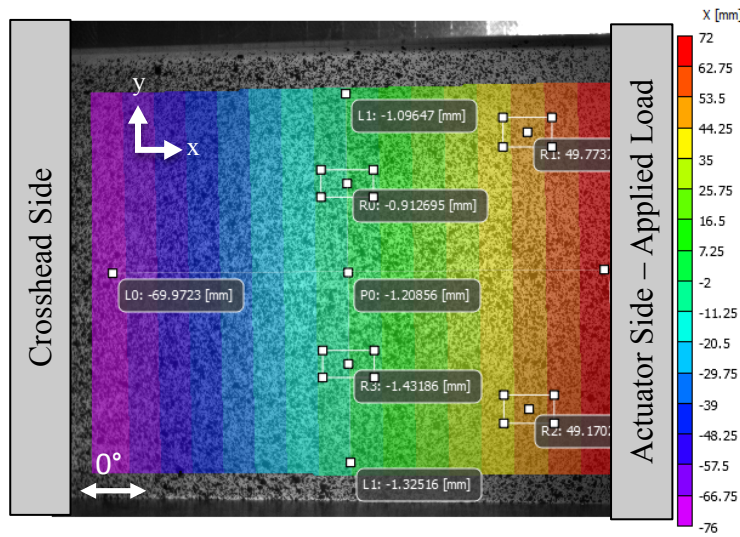 Crosshead Side
y
x
0°
L1: -1.09647 [mm]
R1: 49.7737
R0: -0.912695 [mm]
L0: -69.9723 [mm]
P0: -1.20856 [mm]
R3: -1.43186 [mm]
R2: 49.1702
L1: -1.32516 [mm]
Actuator Side – Applied Load
X [mm]
72
62.75
53.5
44.25
35
25.75
16.5
7.25
-2
-11.25
-20.5
-29.75
-39
-48.25
-57.5
-66.75
-76